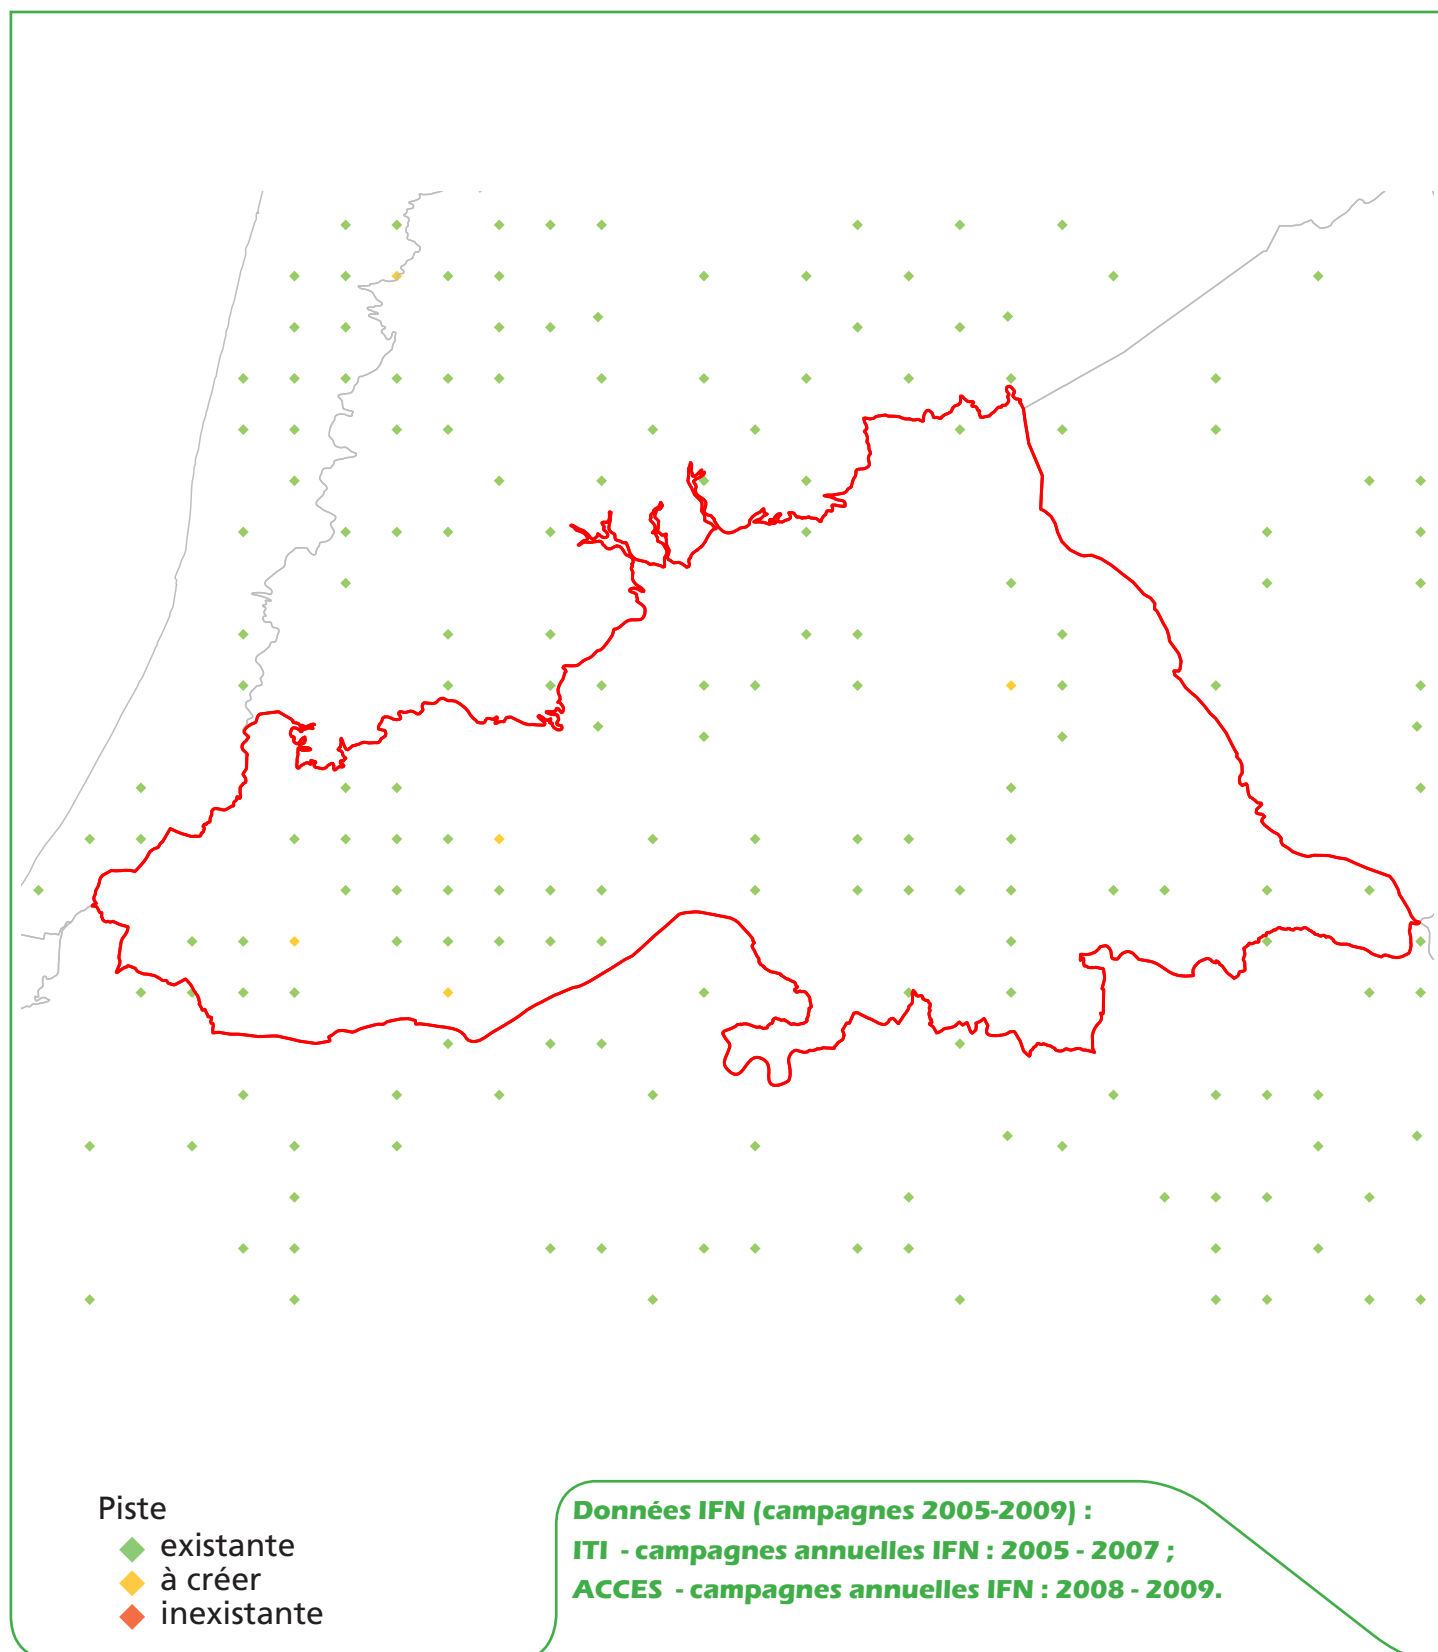 Piste
existante
à créer
inexistante
Données IFN (campagnes 2005-2009) :
ITI - campagnes annuelles IFN : 2005 - 2007 ;
ACCES - campagnes annuelles IFN : 2008 - 2009.